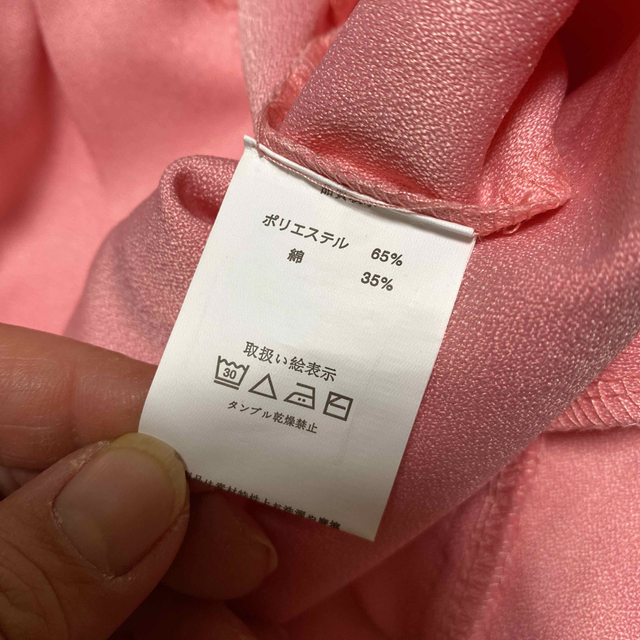 ポリエステル 65%
綿 35%
取扱い絵表示
30
タンブル乾燥禁止